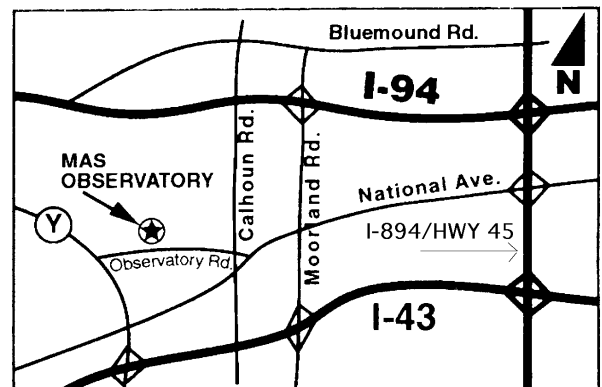 Bluemound Rd.
N
I-94
MAS
OBSERVATORY
Calhoun Rd.
Moorland Rd.
National Ave.
Y
I-894/HWY 45
Observatory Rd.
I-43